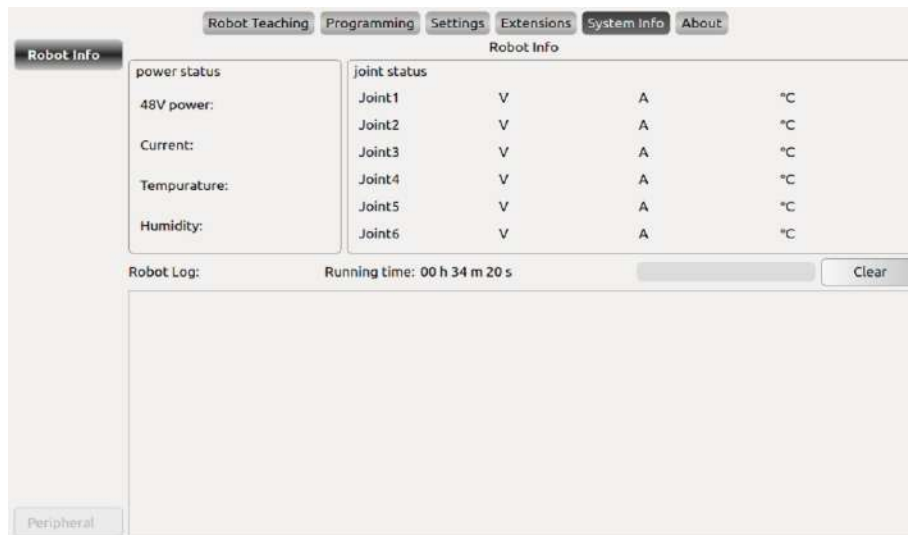 Robot Teaching Programming Settings Extensions System Info About
Robot Info
Robot Info
power status
48V power:
Current:
Tempurature:
Humidity:
joint status
Joint1 V A °C
Joint2 V A °C
Joint3 V A °C
Joint4 V A °C
Joint5 V A °C
Joint6 V A °C
Robot Log: Running time: 00 h 34 m 20 s Clear
Peripheral